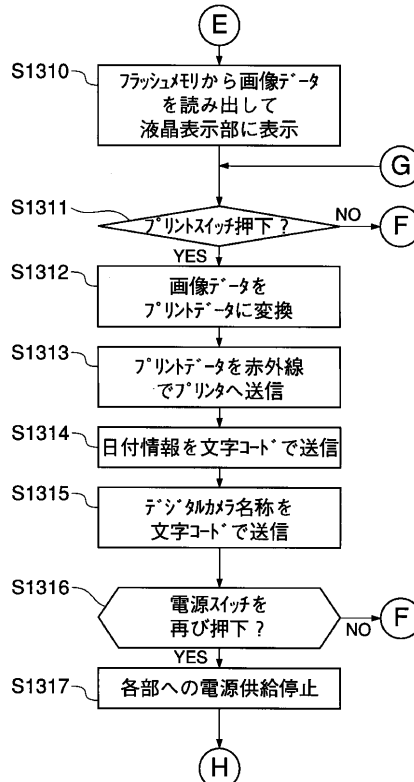 E
S1310
フラッシュメモリから画像データ
を読み出して
液晶表示部に表示
G
S1311
プリントスイッチ押下?
NO
F
YES
S1312
画像データを
プリントデータに変換
S1313
プリントデータを赤外線
でプリンタへ送信
S1314
日付情報を文字コードで送信
S1315
デジタルカメラ名称を
文字コードで送信
S1316
電源スイッチを
再び押下?
NO
F
YES
S1317
各部への電源供給停止
H